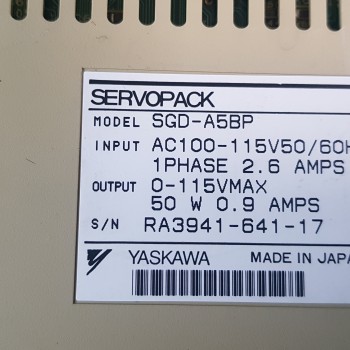 SERVOPACK
MODEL SGD-A5BP
INPUT AC100-115V50/60H
1PHASE 2.6 AMPS
OUTPUT 0-115VMAX
50 W 0.9 AMPS
S/N RA3941-641-17
YASKAWA MADE IN JAPA